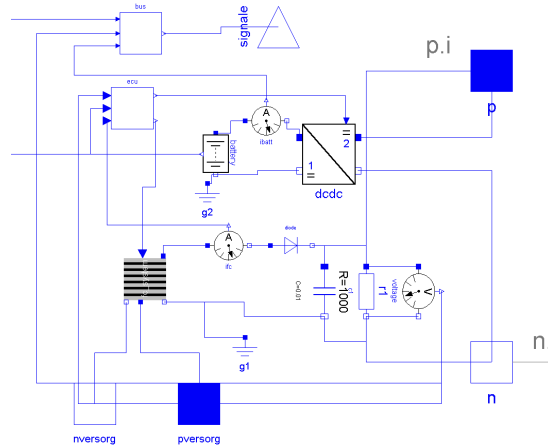 bus
signale
p.i
ecu
p
A
battery
ibatt
=
2
1
=
dcdc
g2
A
diode
ifc
C=0.01
R=1000
r1
voltage
V
g1
n.
n
nversorg
pversorg